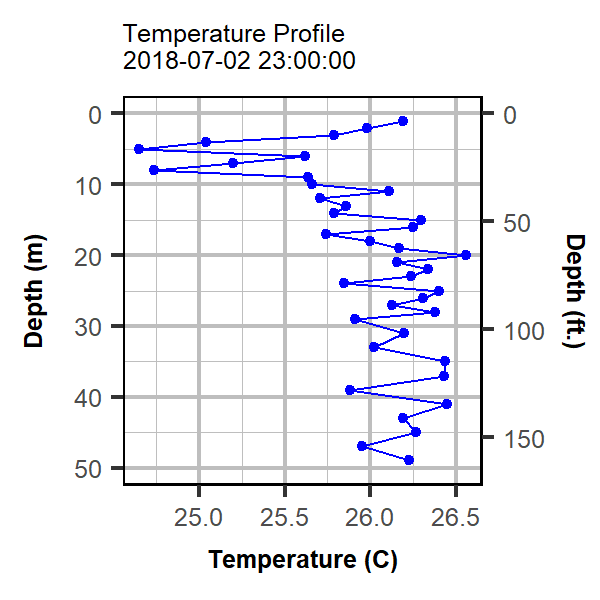 Temperature Profile
2018-07-02 23:00:00
0
10
20
30
40
50
Depth (m)
0
50
100
150
Depth (ft.)
25.0 25.5 26.0 26.5
Temperature (C)